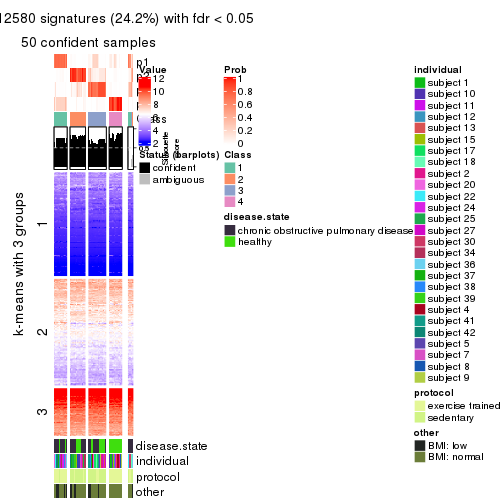 12580 signatures (24.2%) with fdr < 0.05
50 confident samples
Value
12
10
8
6
4
2
Status (barplots)
confident
ambiguous
Prob
1
0.8
0.6
0.4
0.2
0
Class
1
2
3
4
disease.state
chronic obstructive pulmonary disease
healthy
individual
subject 1
subject 10
subject 11
subject 12
subject 13
subject 15
subject 17
subject 18
subject 2
subject 20
subject 22
subject 24
subject 25
subject 27
subject 30
subject 34
subject 36
subject 37
subject 38
subject 39
subject 4
subject 41
subject 42
subject 5
subject 7
subject 8
subject 9
protocol
exercise trained
sedentary
other
BMI: low
BMI: normal
k-means with 3 groups
1
2
3
disease.state
individual
protocol
other